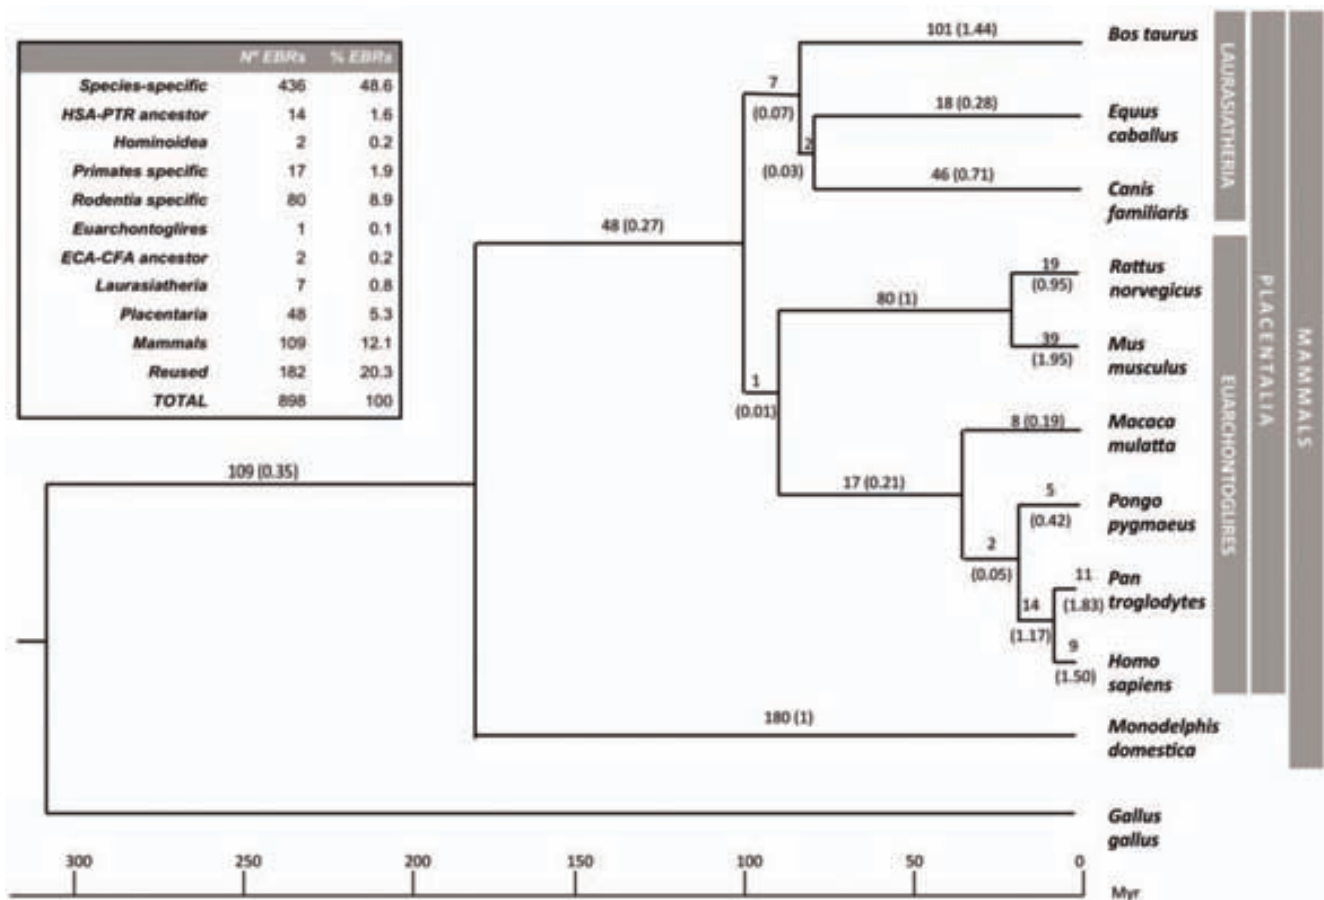 N° EBRs % EBRs
Species-specific 436 48.6
HSA-PTR ancestor 14 1.6
Hominoidea 2 0.2
Primates specific 17 1.9
Rodentia specific 80 8.9
Euarchontoglires 1 0.1
ECA-CFA ancestor 2 0.2
Laurasiatheria 7 0.8
Placentaria 48 5.3
Mammals 109 12.1
Reused 182 20.3
TOTAL 898 100
101 (1.44)
Bos taurus
7
(0.07)
18 (0.28)
Equus
caballus
2
(0.03)
46 (0.71)
Canis
familiaris
48 (0.27)
19
(0.95)
Rattus
norvegicus
80 (1)
39
(1.95)
Mus
musculus
1
(0.01)
8 (0.19)
Macaca
mulatta
109 (0.35)
17 (0.21)
5
(0.42)
Pongo
pygmaeus
2
(0.05)
11
(1.83)
Pan
troglodytes
14
(1.17)
9
(1.50)
Homo
sapiens
180 (1)
Monodelphis
domestica
Gallus
gallus
LAURASIATHERIA
EUARCHONTOGLIRES
PLACENTALIA
MAMMALS
300 250 200 150 100 50 0
Myr